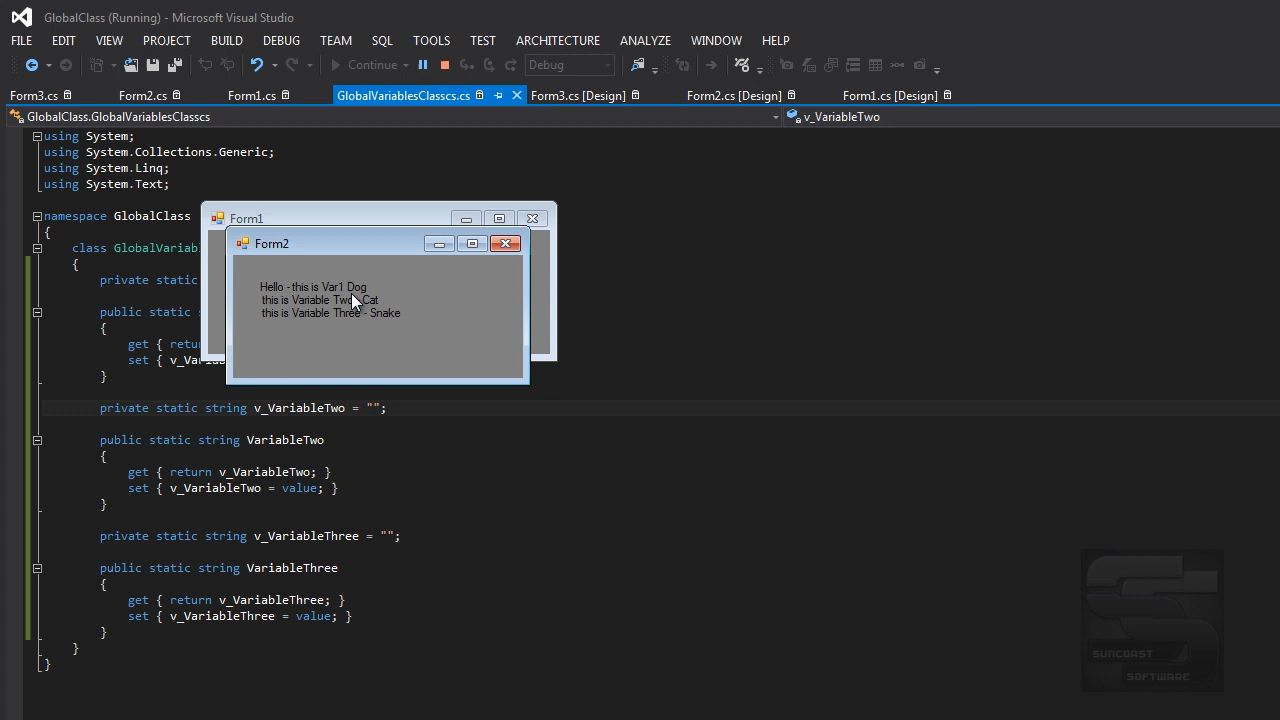 GlobalClass (Running) - Microsoft Visual Studio
FILE EDIT VIEW PROJECT BUILD DEBUG TEAM SQL TOOLS TEST ARCHITECTURE ANALYZE WINDOW HELP
Continue Debug
Form3.cs Form2.cs Form1.cs GlobalVariablesClasscs.cs Form3.cs [Design] Form2.cs [Design] Form1.cs [Design]
GlobalClass.GlobalVariablesClasscs v_VariableTwo
using System;
using System.Collections.Generic;
using System.Linq;
using System.Text;
namespace GlobalClass
{
class GlobalVariabl
{
private static
public static s
{
get { retu
set { v_Varia
}
Form1
Form2
Hello - this is Var1 Dog
this is Variable Two Cat
this is Variable Three - Snake
private static string v_VariableTwo = "";
public static string VariableTwo
{
get { return v_VariableTwo; }
set { v_VariableTwo = value; }
}
private static string v_VariableThree = "";
public static string VariableThree
{
get { return v_VariableThree; }
set { v_VariableThree = value; }
}
}
}
SUNCOAST
SOFTWARE